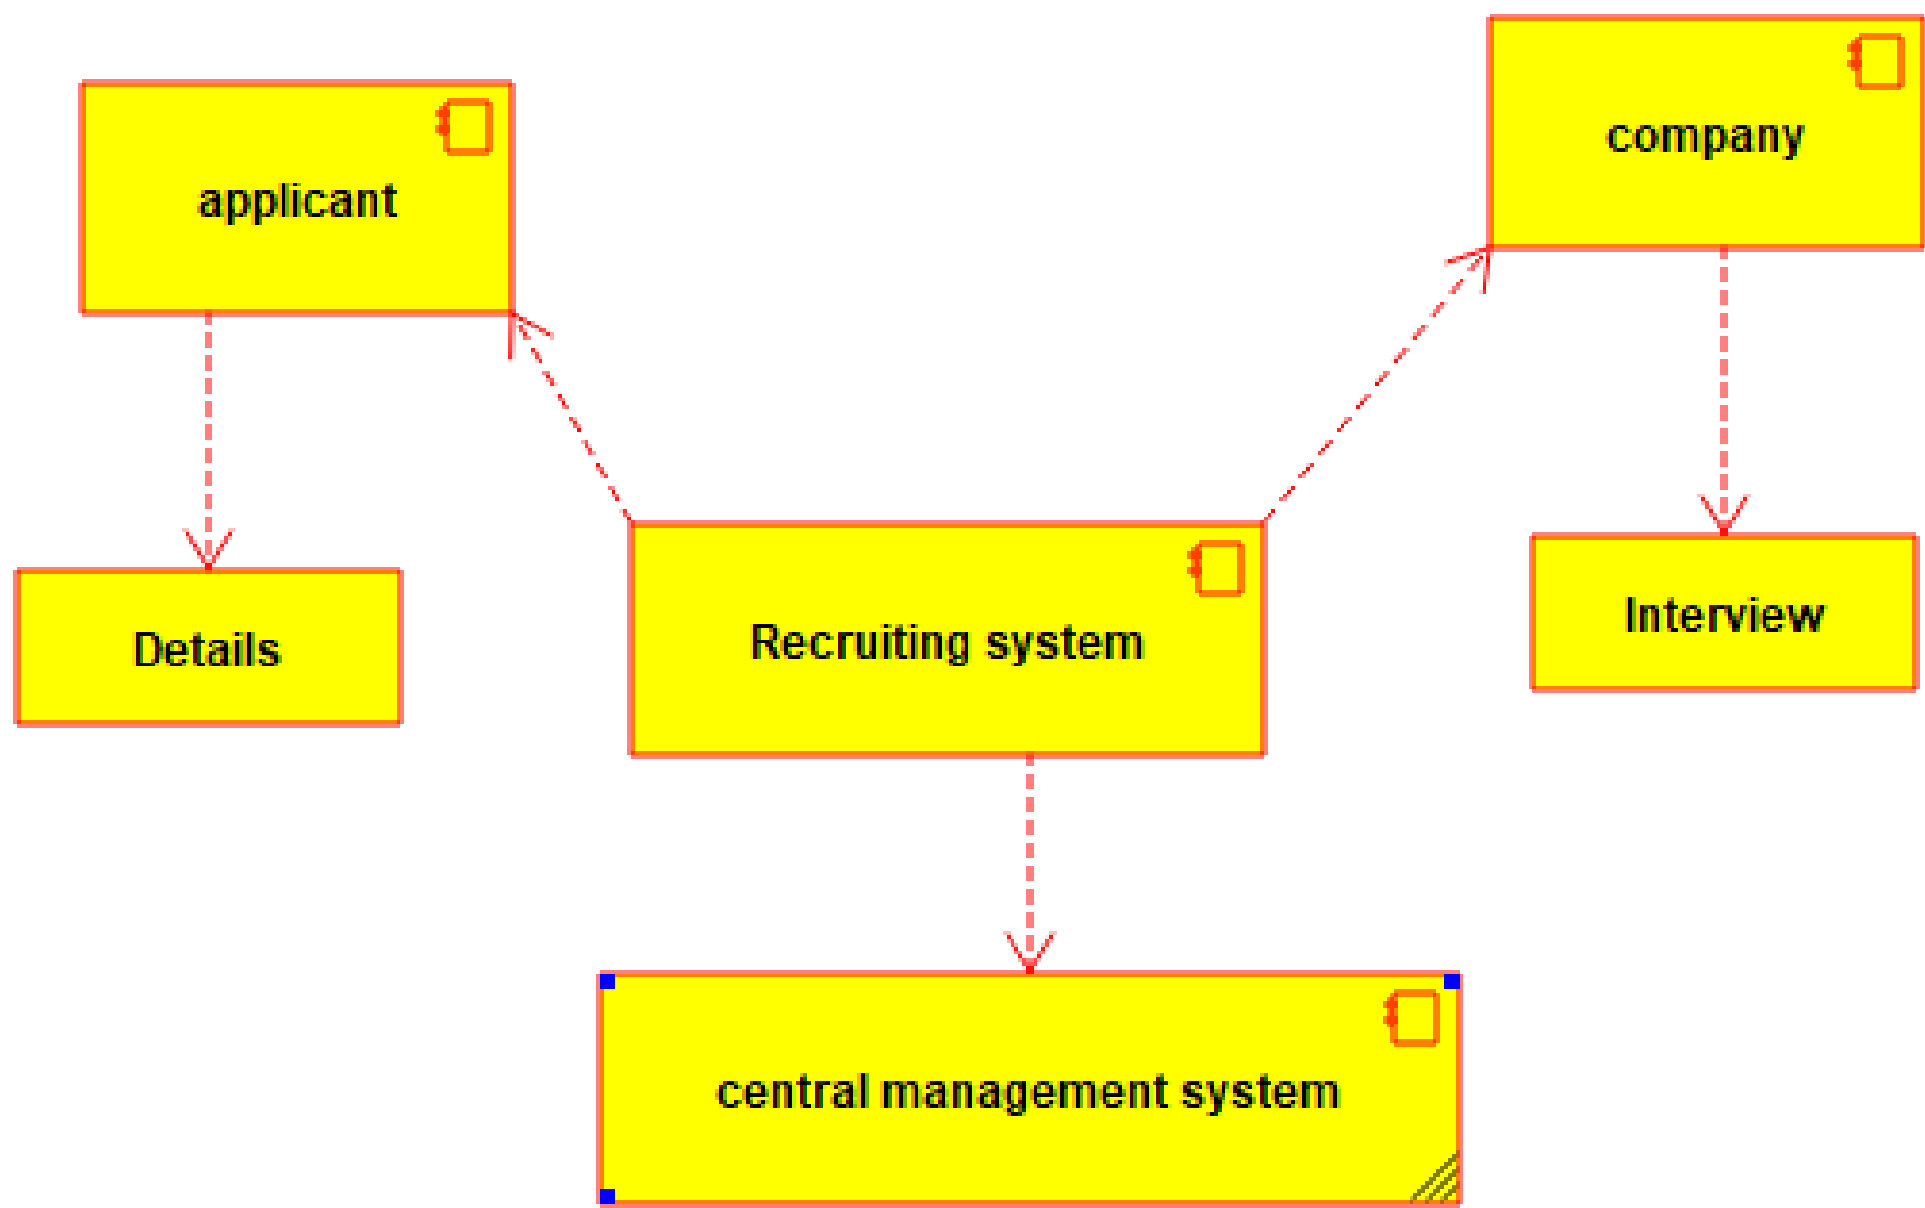 company
applicant
Interview
Details
Recruiting system
central management system